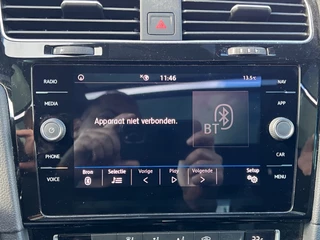 RADIO
11:46
13.5°C
NAV
MEDIA
Apparaat niet verbonden.
BT
APP
PHONE
CAR
VOICE
Bron
Selectie
Vorige
Play
Volgende
Setup
MENU